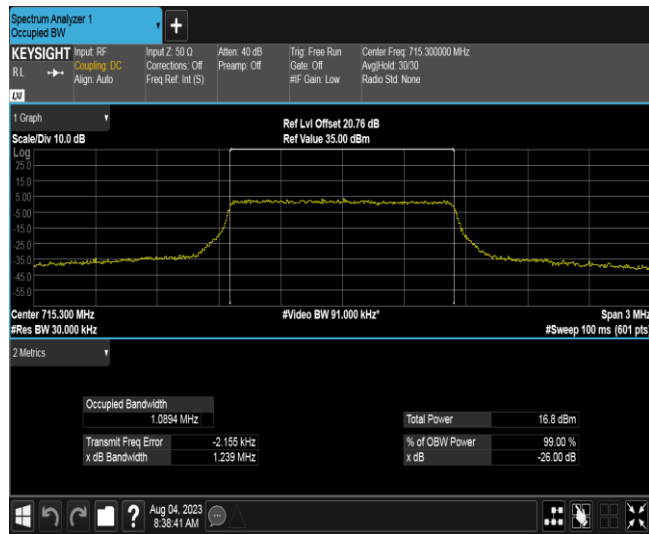 Spectrum Analyzer 1
Occupied BW
+
KEYSIGHT
RL
LXI
Input: RF
Coupling: DC
Align: Auto
Input Z: 50 Ω
Corrections: Off
Freq Ref: Int (S)
Atten: 40 dB
Preamp: Off
Trig: Free Run
Gate: Off
#IF Gain: Low
Center Freq: 715.300000 MHz
Avg|Hold: 30/30
Radio Std: None
1 Graph
Scale/Div 10.0 dB
Ref Lvl Offset 20.76 dB
Ref Value 35.00 dBm
Log
25.0
15.0
5.00
-5.00
-15.0
-25.0
-35.0
-45.0
-55.0
Center 715.300 MHz
#Video BW 91.000 kHz*
Span 3 MHz
#Res BW 30.000 kHz
#Sweep 100 ms (601 pts)
2 Metrics
Occupied Bandwidth
1.0894 MHz
Total Power 16.8 dBm
Transmit Freq Error -2.155 kHz
% of OBW Power 99.00 %
x dB Bandwidth 1.239 MHz
x dB -26.00 dB
?
Aug 04, 2023
8:38:41 AM